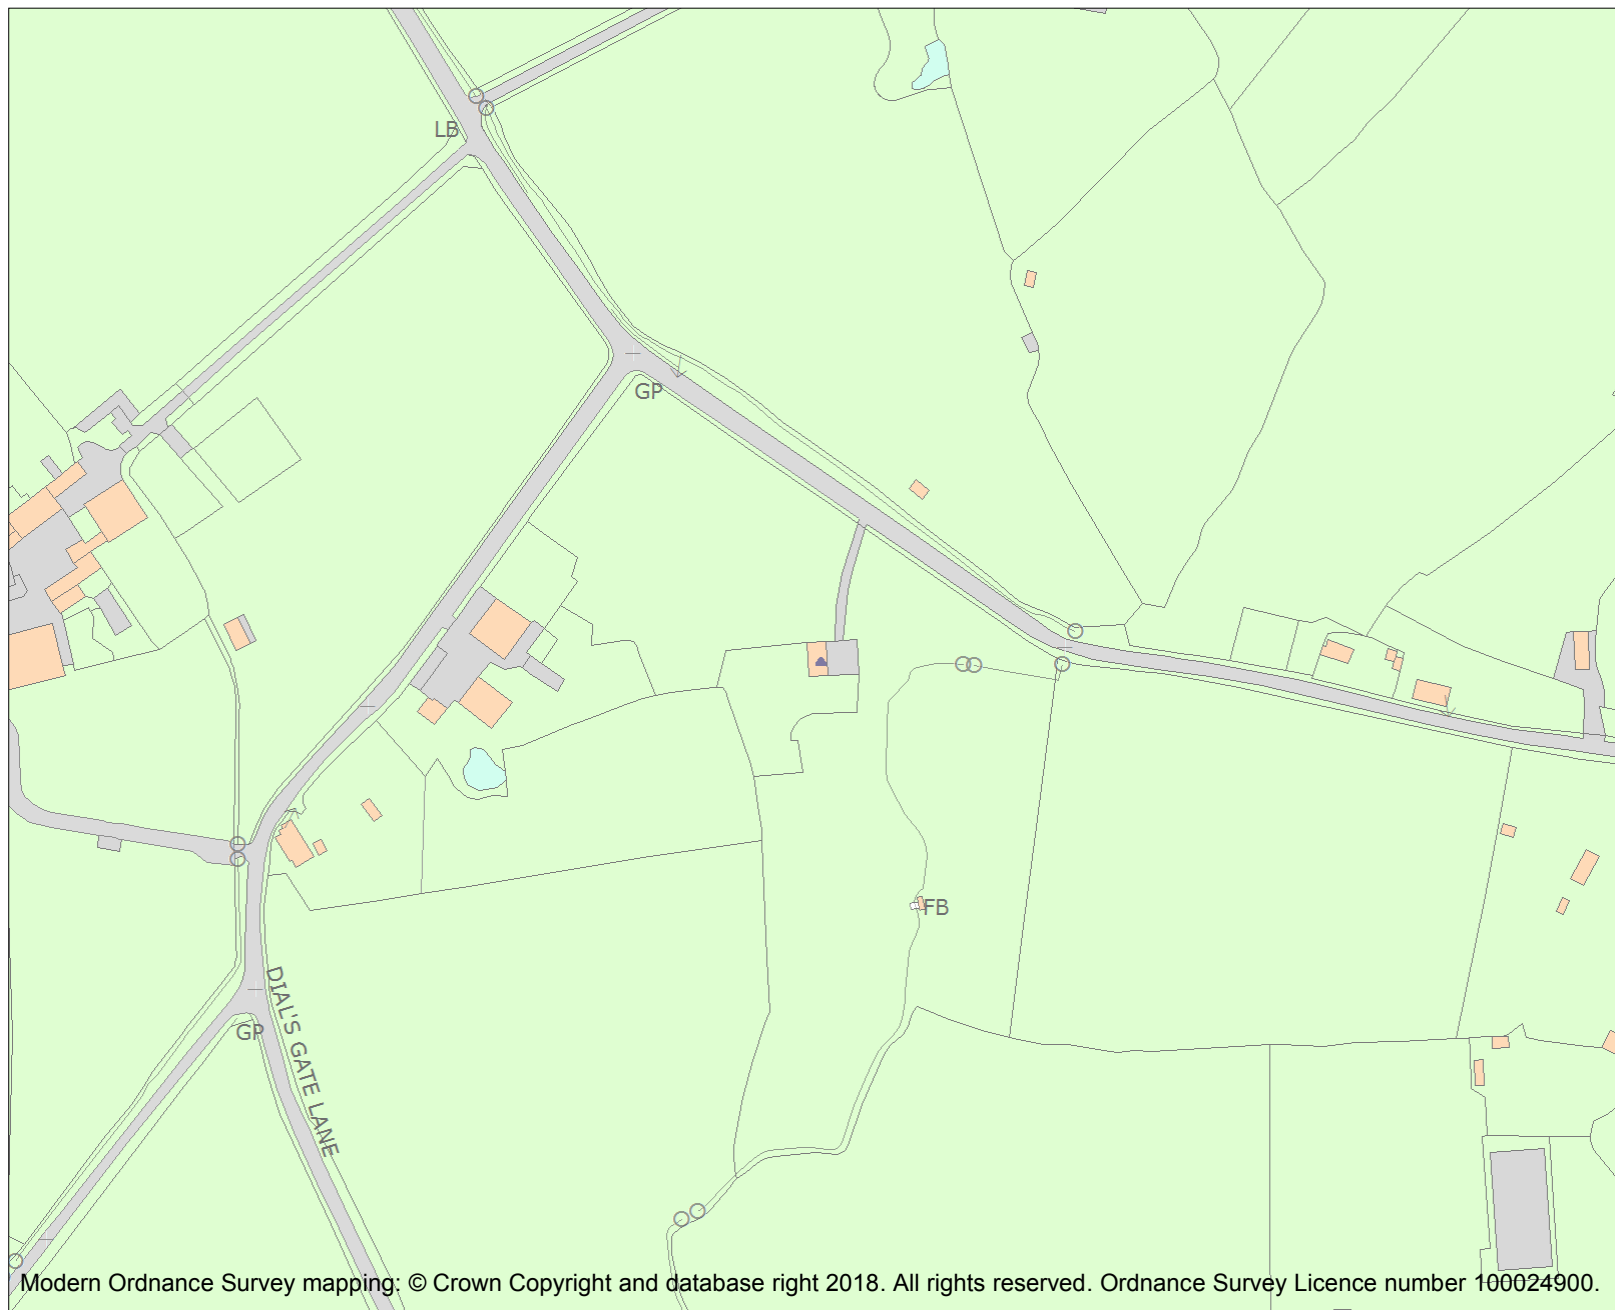 LB
GP
FB
DIAL'S GATE LANE
GP
Modern Ordnance Survey mapping: © Crown Copyright and database right 2018. All rights reserved. Ordnance Survey Licence number 100024900.